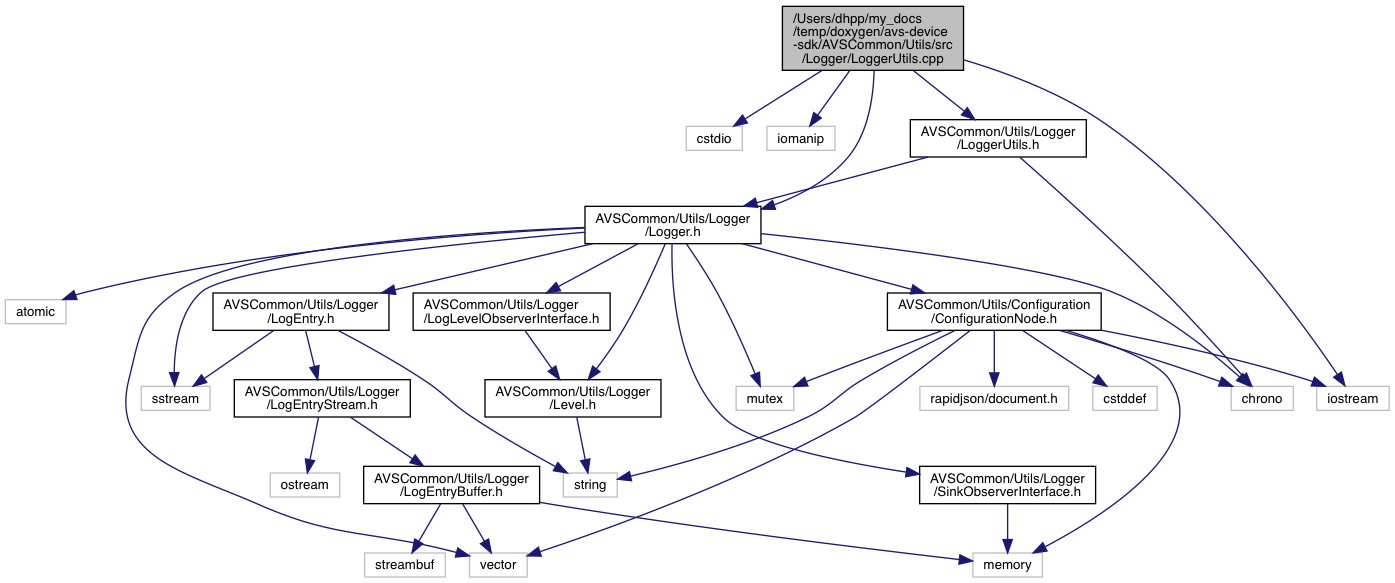 /Users/dhpp/my_docs
/temp/doxygen/avs-device
-sdk/AVSCommon/Utils/src
/Logger/LoggerUtils.cpp
cstdio
iomanip
AVSCommon/Utils/Logger
/LoggerUtils.h
AVSCommon/Utils/Logger
/Logger.h
atomic
AVSCommon/Utils/Logger
/LogEntry.h
AVSCommon/Utils/Logger
/LogLevelObserverInterface.h
AVSCommon/Utils/Configuration
/ConfigurationNode.h
sstream
AVSCommon/Utils/Logger
/LogEntryStream.h
AVSCommon/Utils/Logger
/Level.h
mutex
rapidjson/document.h
cstddef
chrono
iostream
ostream
AVSCommon/Utils/Logger
/LogEntryBuffer.h
string
AVSCommon/Utils/Logger
/SinkObserverInterface.h
streambuf
vector
memory